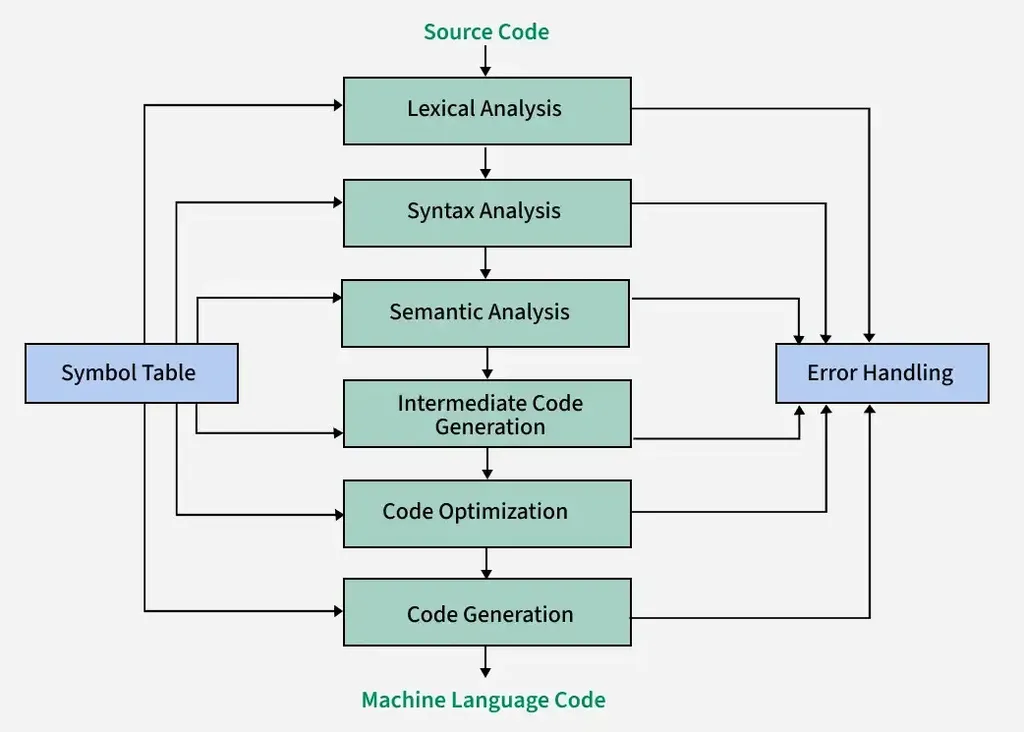 Source Code
Lexical Analysis
Syntax Analysis
Semantic Analysis
Symbol Table
Error Handling
Intermediate Code
Generation
Code Optimization
Code Generation
Machine Language Code